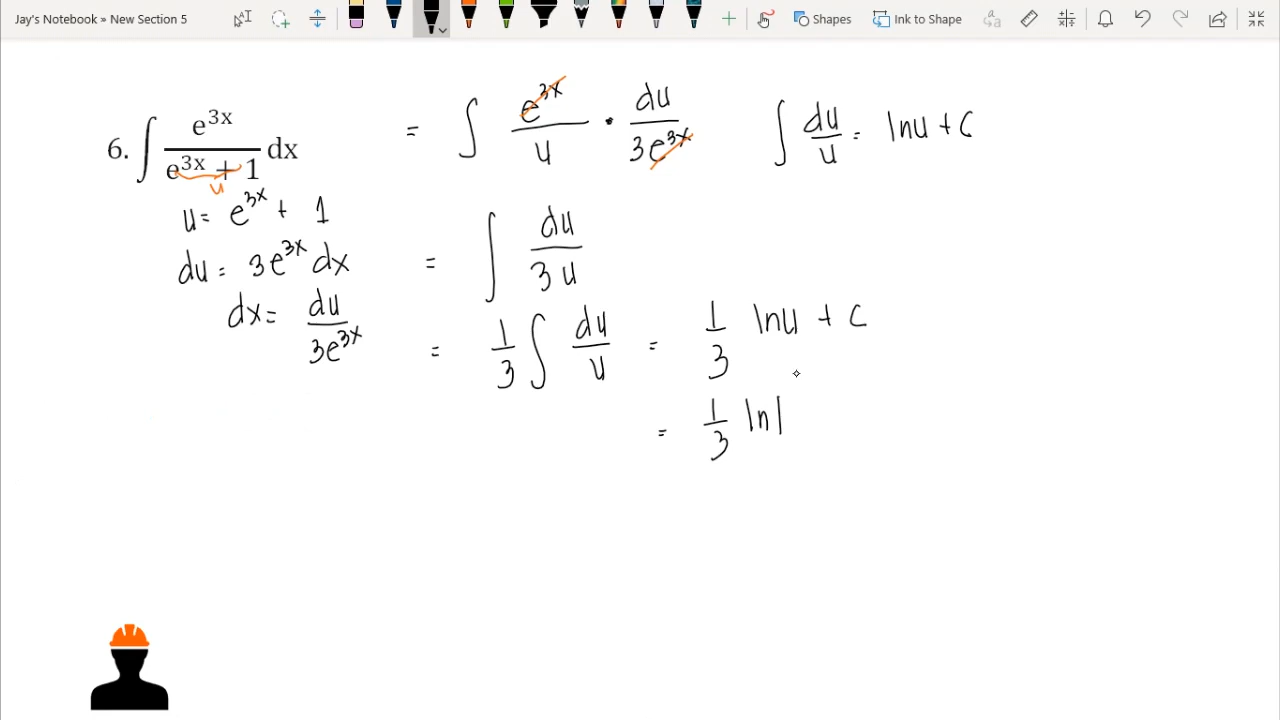 Jay's Notebook » New Section 5
Shapes
Ink to Shape
6. ∫ e^{3x} / (e^{3x} + 1) dx = ∫ e^{3x}/u · du/3e^{3x}
∫ du/u = lnu + c
u
u = e^{3x} + 1
du = 3e^{3x} dx
dx = du/3e^{3x}
= ∫ du/3u
= 1/3 ∫ du/u = 1/3 lnu + c
= 1/3 ln|